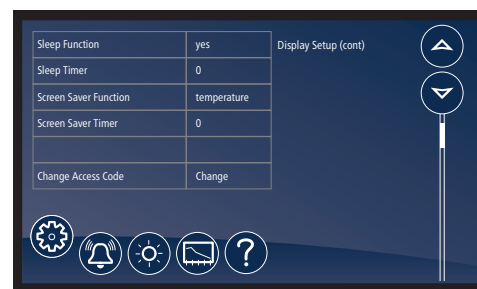 Sleep Function yes Display Setup (cont)
Sleep Timer 0
Screen Saver Function temperature
Screen Saver Timer 0
Change Access Code Change
?